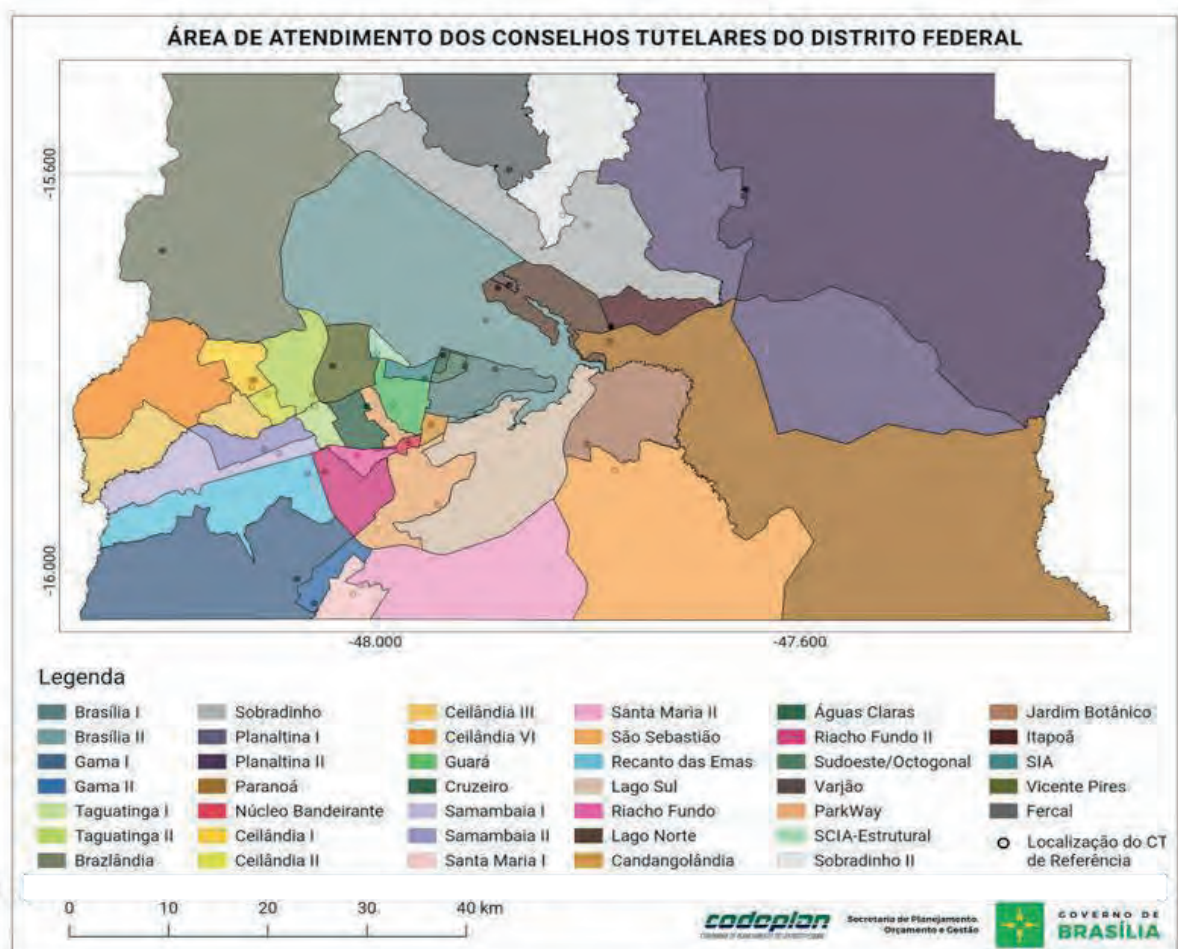 ÁREA DE ATENDIMENTO DOS CONSELHOS TUTELARES DO DISTRITO FEDERAL
-15.600
-16.000
-48.000
-47.600
Legenda
Brasília I
Brasília II
Gama I
Gama II
Taguatinga I
Taguatinga II
Brazlândia
Sobradinho
Planaltina I
Planaltina II
Paranoá
Núcleo Bandeirante
Ceilândia I
Ceilândia II
Ceilândia III
Ceilândia VI
Guará
Cruzeiro
Samambaia I
Samambaia II
Santa Maria I
Santa Maria II
São Sebastião
Recanto das Emas
Lago Sul
Riacho Fundo
Lago Norte
Candangolândia
Águas Claras
Riacho Fundo II
Sudoeste/Octogonal
Varjão
ParkWay
SCIA-Estrutural
Sobradinho II
Jardim Botânico
Itapoã
SIA
Vicente Pires
Fercal
Localização do CT
de Referência
0 10 20 30 40 km
codeplan
Secretaria de Planejamento,
Orçamento e Gestão
GOVERNO DE
BRASÍLIA